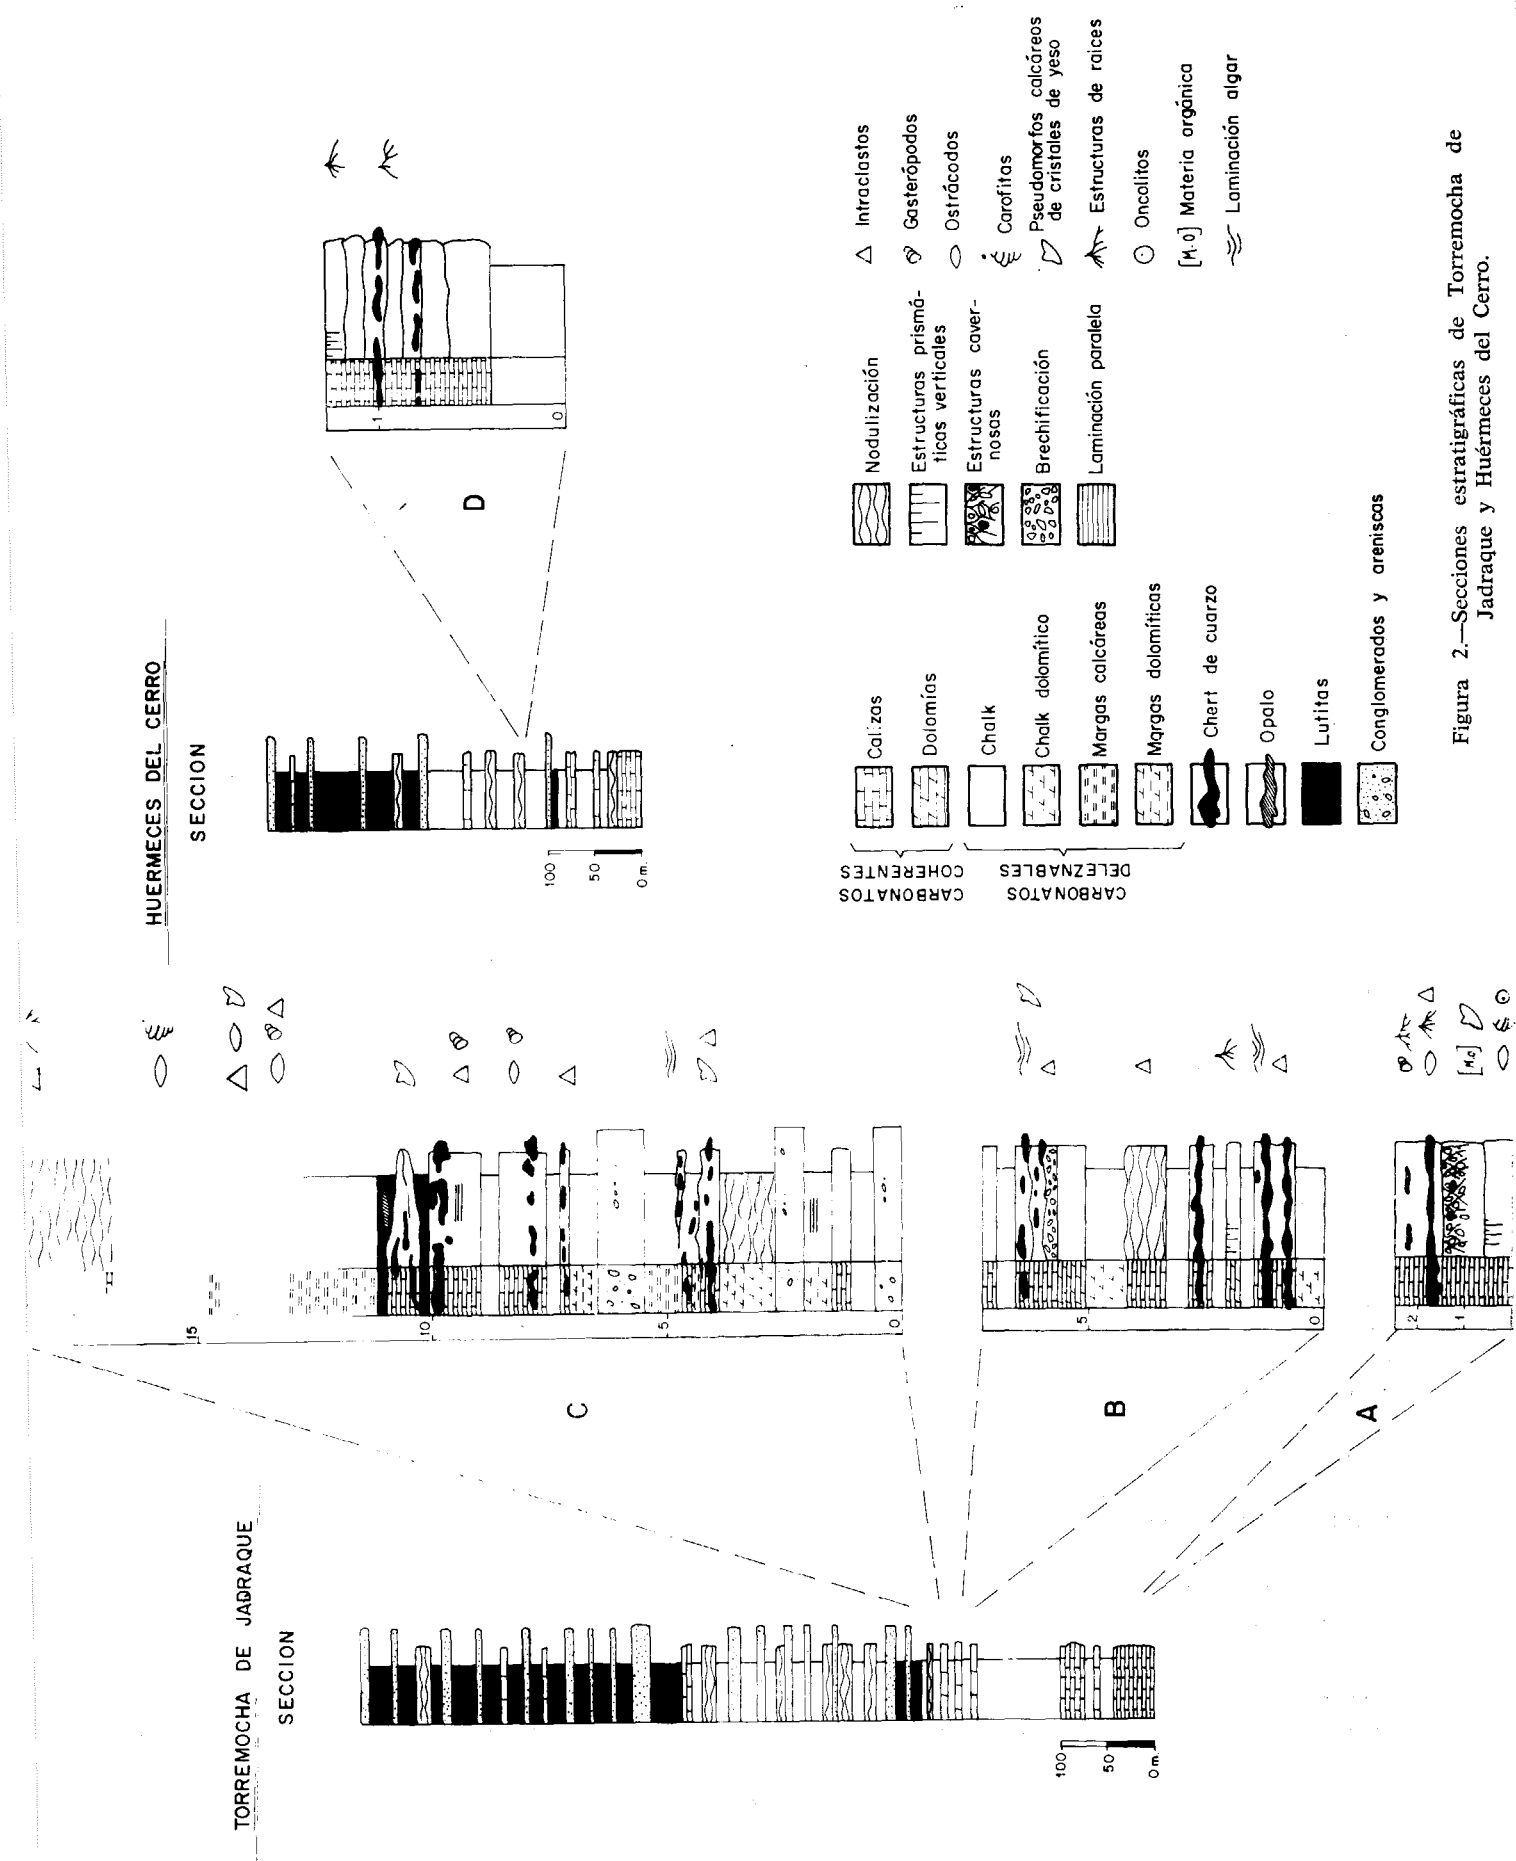 HUERMECES DEL CERRO
SECCION
100
50
0 m.
D
1
0
TORREMOCHA DE JADRAQUE
SECCION
100
50
0 m.
C
15
10
5
0
B
5
0
A
2
1
[M.O]
CARBONATOS
COHERENTES
CARBONATOS
DELEZNABLES
Calizas
Dolomías
Chalk
Chalk dolomítico
Margas calcáreas
Margas dolomíticas
Chert de cuarzo
Opalo
Lutitas
Conglomerados y areniscas
Nodulización
Estructuras prismá-
ticas verticales
Estructuras caver-
nosas
Brechificación
Laminación paralela
Intraclastos
Gasterópodos
Ostrácodos
Carofitas
Pseudomorfos calcáreos
de cristales de yeso
Estructuras de raices
Oncolitos
[M.O] Materia orgánica
Laminación algar
Figura 2.—Secciones estratigráficas de Torremocha de
Jadraque y Huérmeces del Cerro.